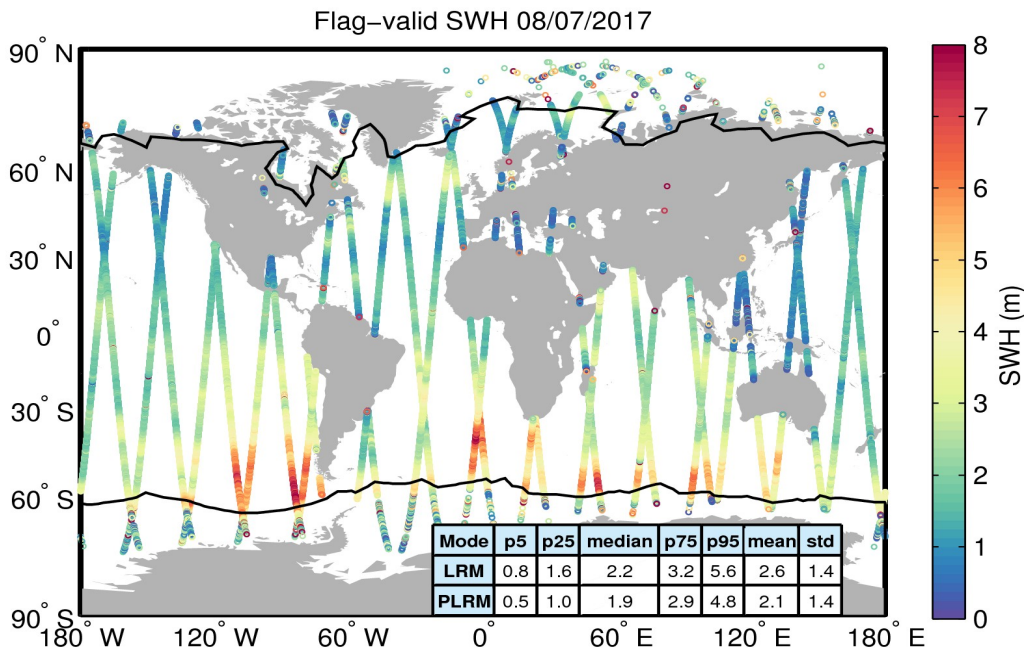 Flag−valid SWH 08/07/2017
90° N
60° N
30° N
0°
30° S
60° S
90° S
180° W
120° W
60° W
0°
60° E
120° E
180° E
Mode p5 p25 median p75 p95 mean std
LRM 0.8 1.6 2.2 3.2 5.6 2.6 1.4
PLRM 0.5 1.0 1.9 2.9 4.8 2.1 1.4
8
7
6
5
4
3
2
1
0
SWH (m)